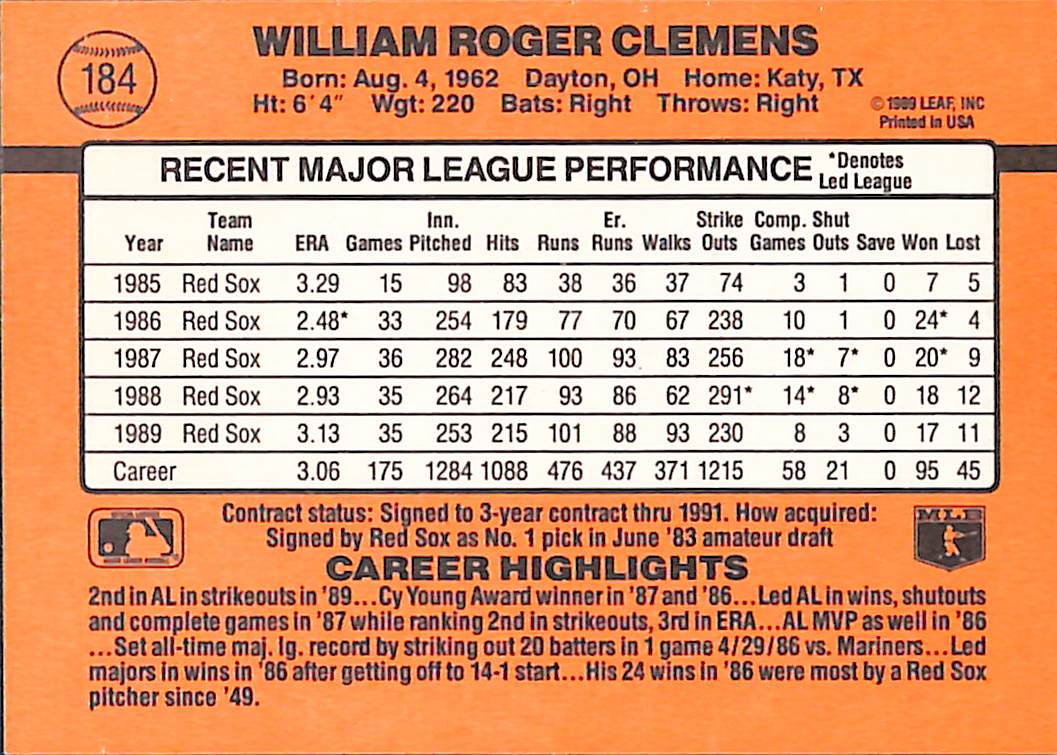 184
WILLIAM ROGER CLEMENS
Born: Aug. 4, 1962 Dayton, OH Home: Katy, TX
Ht: 6'4" Wgt: 220 Bats: Right Throws: Right
©1989 LEAF, INC
Printed in USA
RECENT MAJOR LEAGUE PERFORMANCE *Denotes Led League
Year Team Name ERA Games Inn. Pitched Hits Runs Er. Runs Walks Strike Outs Comp. Games Shut Outs Save Won Lost
1985 Red Sox 3.29 15 98 83 38 36 37 74 3 1 0 7 5
1986 Red Sox 2.48* 33 254 179 77 70 67 238 10 1 0 24* 4
1987 Red Sox 2.97 36 282 248 100 93 83 256 18* 7* 0 20* 9
1988 Red Sox 2.93 35 264 217 93 86 62 291* 14* 8* 0 18 12
1989 Red Sox 3.13 35 253 215 101 88 93 230 8 3 0 17 11
Career 3.06 175 1284 1088 476 437 371 1215 58 21 0 95 45
Contract status: Signed to 3-year contract thru 1991. How acquired:
Signed by Red Sox as No. 1 pick in June '83 amateur draft
MLB
CAREER HIGHLIGHTS
2nd in AL in strikeouts in '89...Cy Young Award winner in '87 and '86...Led AL in wins, shutouts
and complete games in '87 while ranking 2nd in strikeouts, 3rd in ERA...AL MVP as well in '86
...Set all-time maj. lg. record by striking out 20 batters in 1 game 4/29/86 vs. Mariners...Led
majors in wins in '86 after getting off to 14-1 start...His 24 wins in '86 were most by a Red Sox
pitcher since '49.